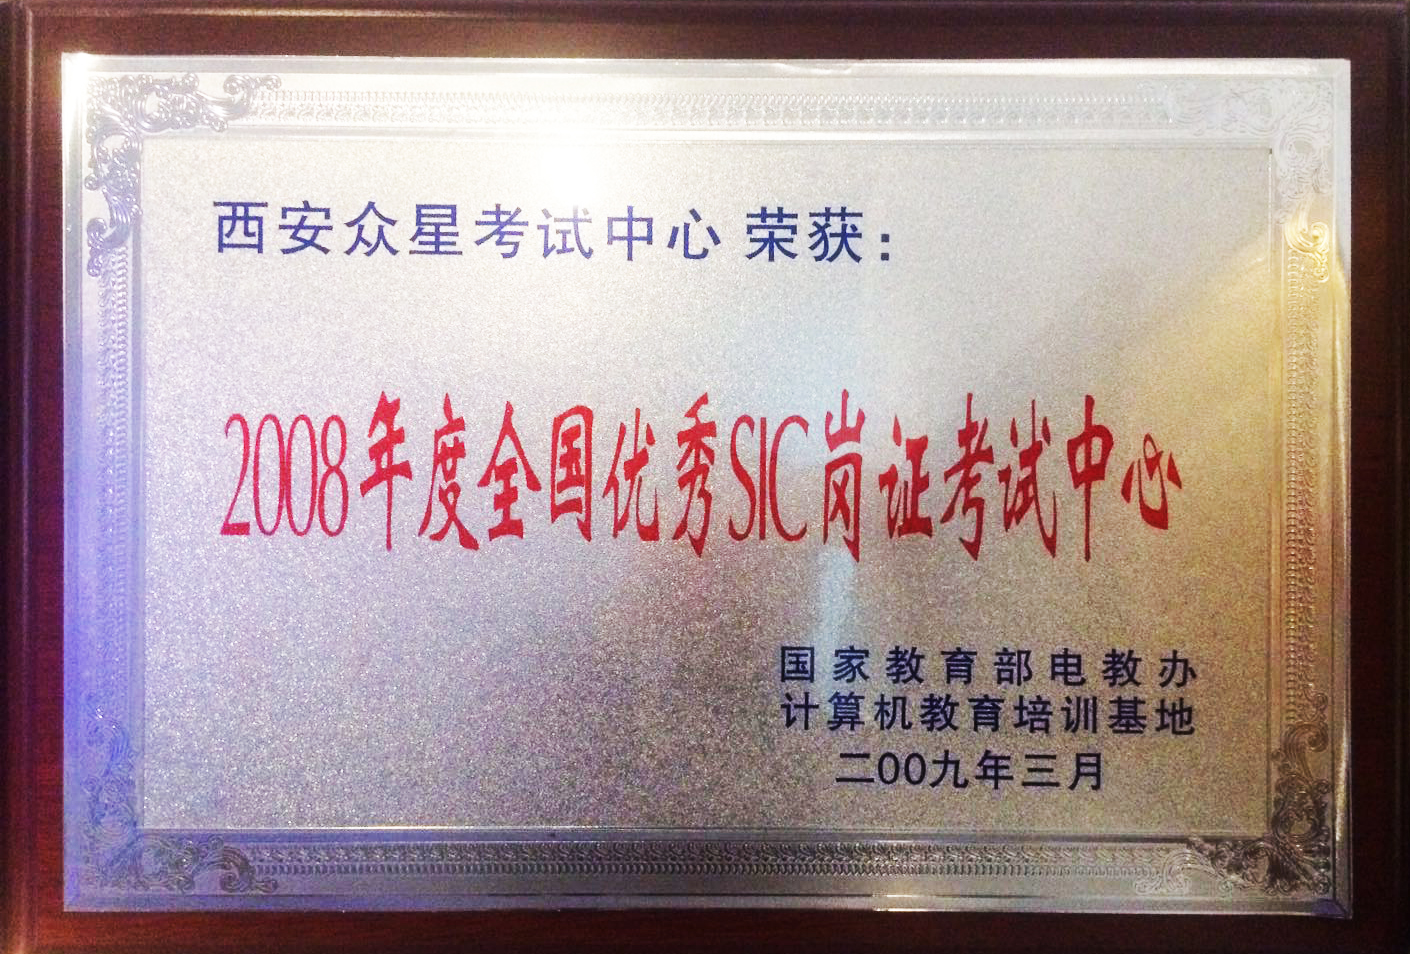 西安众星考试中心 荣获：
2008年度全国优秀SIC岗证考试中心
国家教育部电教办
计算机教育培训基地
二00九年三月